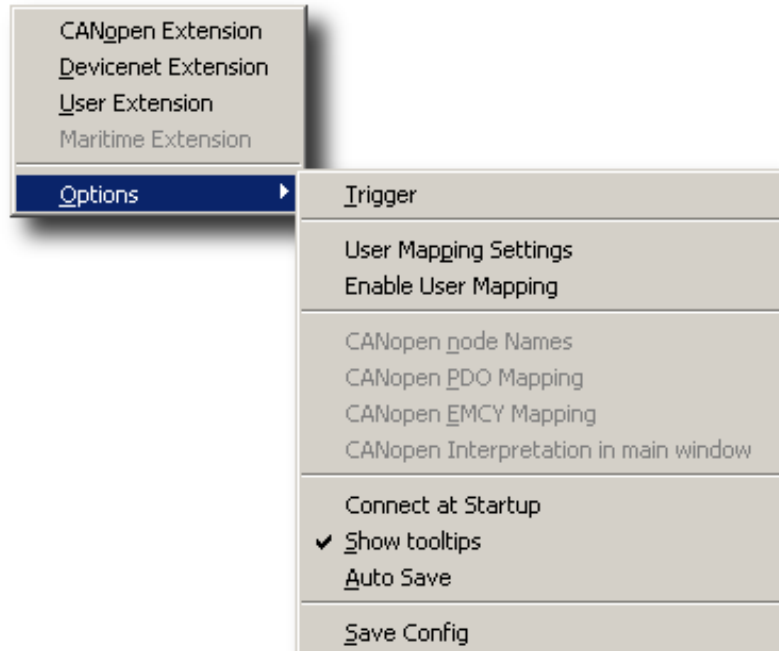 CANopen Extension
Devicenet Extension
User Extension
Maritime Extension
Options
Trigger
User Mapping Settings
Enable User Mapping
CANopen node Names
CANopen PDO Mapping
CANopen EMCY Mapping
CANopen Interpretation in main window
Connect at Startup
Show tooltips
Auto Save
Save Config